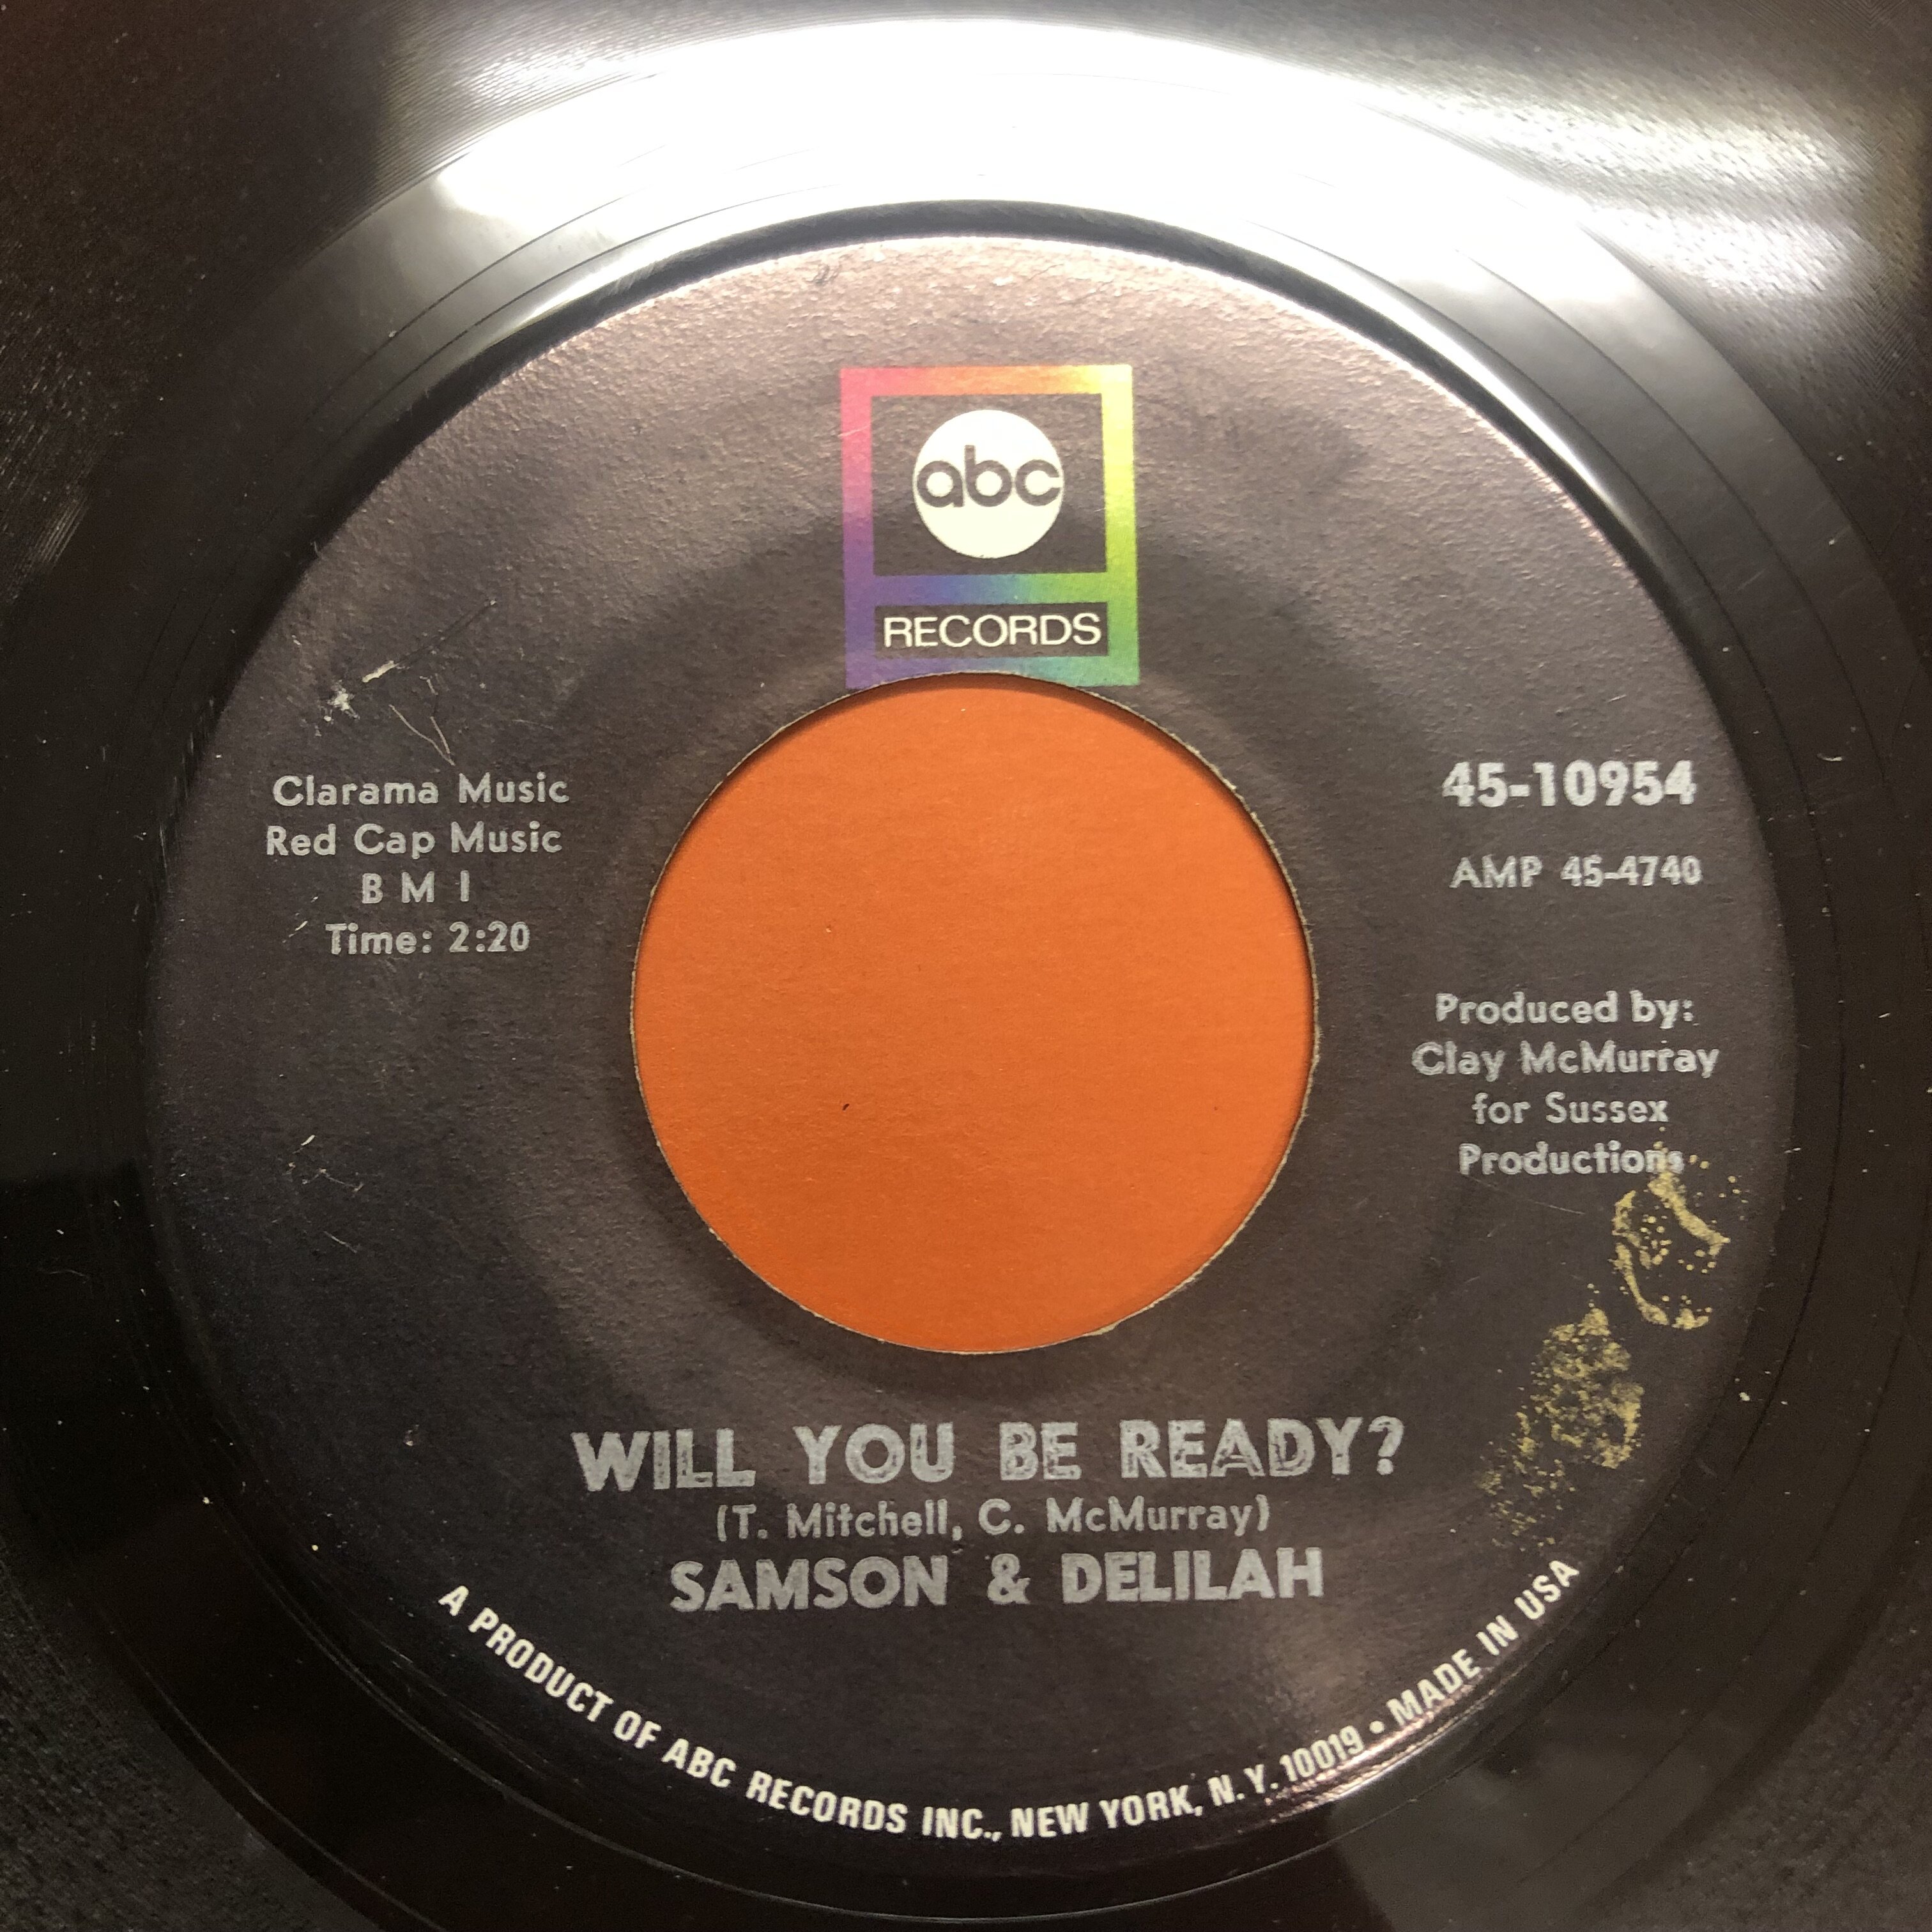 abc
RECORDS
Clarama Music
Red Cap Music
B M I
Time: 2:20
45-10954
AMP 45-4740
Produced by:
Clay McMurray
for Sussex
Productions
WILL YOU BE READY?
(T. Mitchell, C. McMurray)
SAMSON & DELILAH
A PRODUCT OF ABC RECORDS INC., NEW YORK, N. Y. 10019 • MADE IN USA